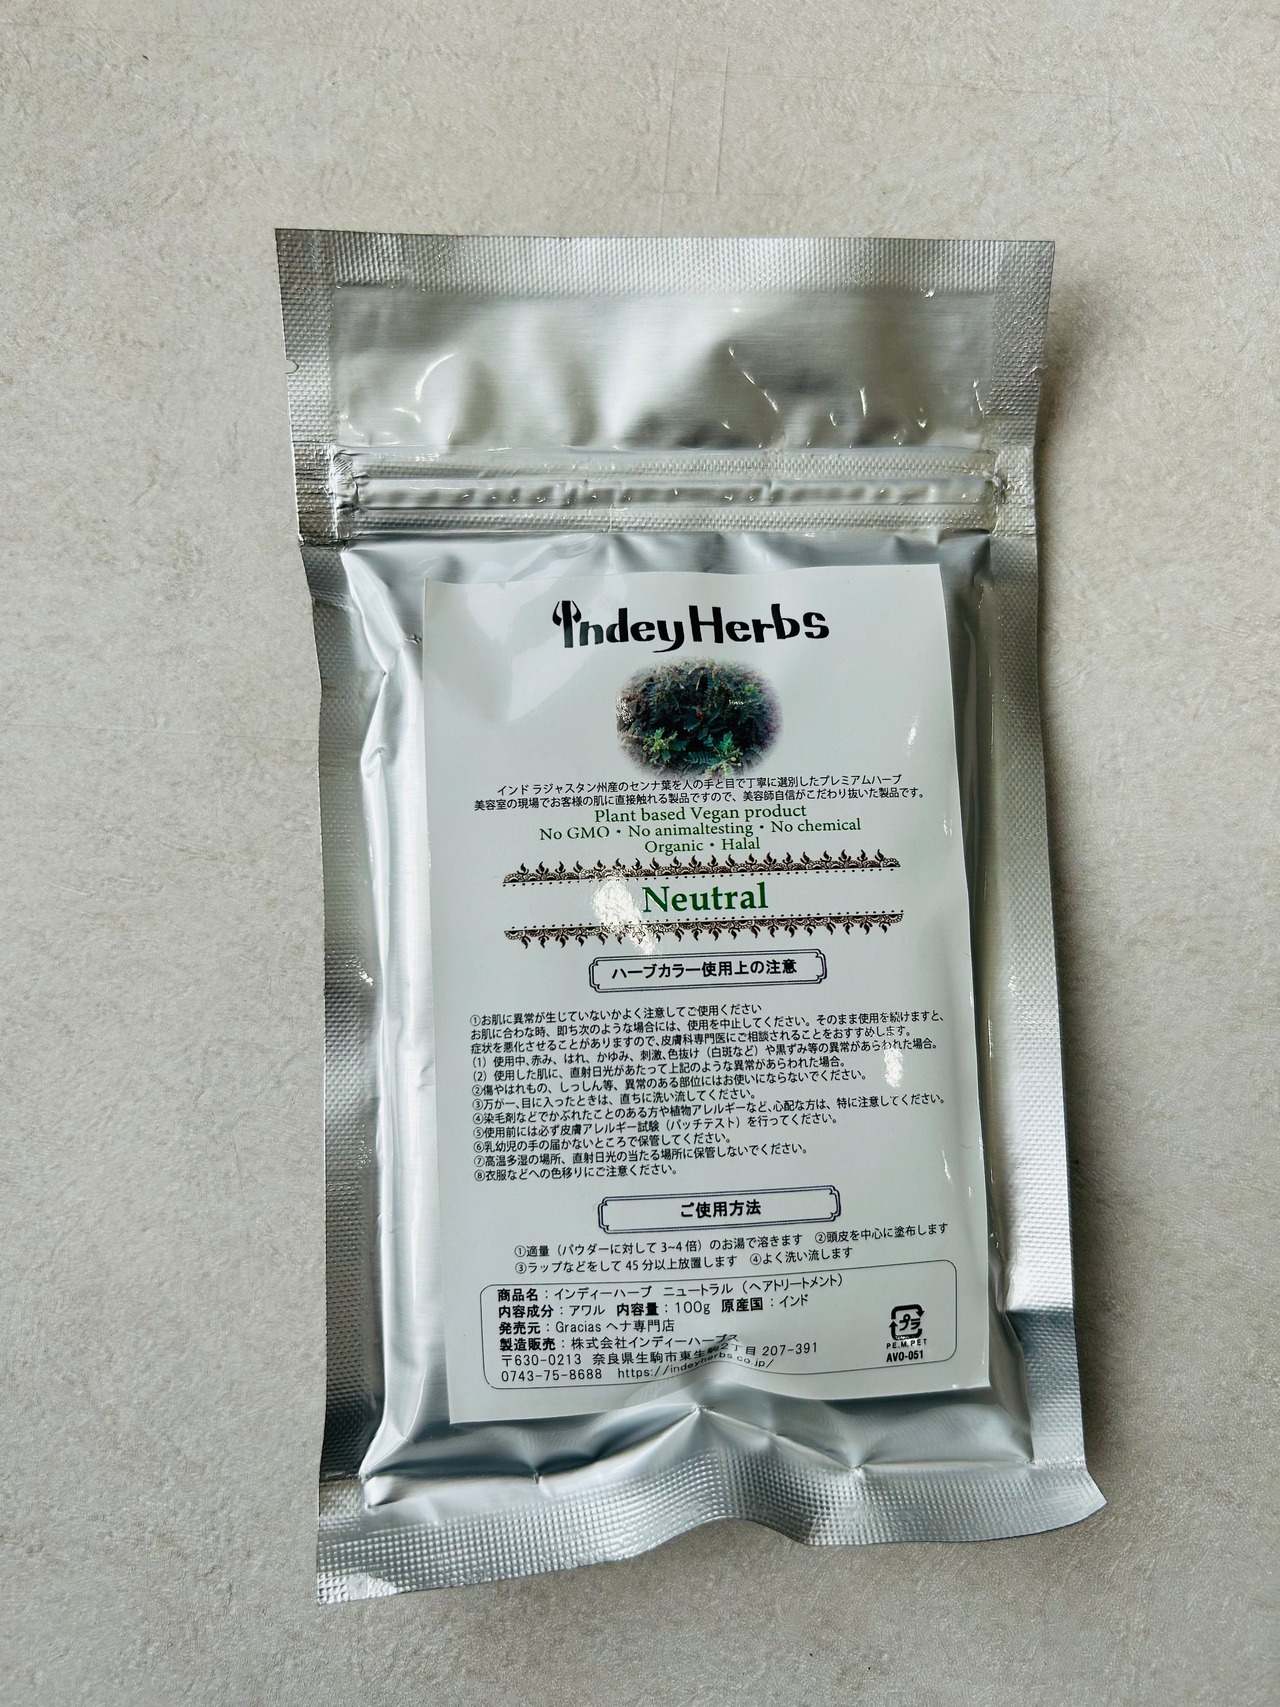 Indey Herbs
インド ラジャスタン州産のセンナ葉を人の手と目で丁寧に選別したプレミアムハーブ
美容室の現場でお客様の肌に直接触れる製品ですので、美容師自信がこだわり抜いた製品です。
Plant based Vegan product
No GMO・No animaltesting・No chemical
Organic・Halal
Neutral
ハーブカラー使用上の注意
①お肌に異常が生じていないかよく注意してご使用ください
お肌に合わな時、即ち次のような場合には、使用を中止してください。そのまま使用を続けますと、
症状を悪化させることがありますので、皮膚科専門医にご相談されることをおすすめします。
(1) 使用中、赤み、はれ、かゆみ、刺激、色抜け（白斑など）や黒ずみ等の異常があらわれた場合。
(2) 使用した肌に、直射日光があたって上記のような異常があらわれた場合。
②傷やはれもの、しっしん等、異常のある部位にはお使いにならないでください。
③万が一、目に入ったときは、直ちに洗い流してください。
④染毛剤などでかぶれたことのある方や植物アレルギーなど、心配な方は、特に注意してください。
⑤使用前には必ず皮膚アレルギー試験（パッチテスト）を行ってください。
⑥乳幼児の手の届かないところで保管してください。
⑦高温多湿の場所、直射日光の当たる場所に保管しないでください。
⑧衣服などへの色移りにご注意ください。
ご使用方法
①適量（パウダーに対して3~4倍）のお湯で溶きます ②頭皮を中心に塗布します
③ラップなどをして45分以上放置します ④よく洗い流します
商品名：インディーハーブ ニュートラル（ヘアトリートメント）
内容成分：アワル 内容量：100g 原産国：インド
発売元：Gracias ヘナ専門店
製造販売：株式会社インディーハーブス
〒630-0213 奈良県生駒市東生駒2丁目207-391
0743-75-8688 https://indeyherbs.co.jp/
プラ
PE.M.PET
AVO-051